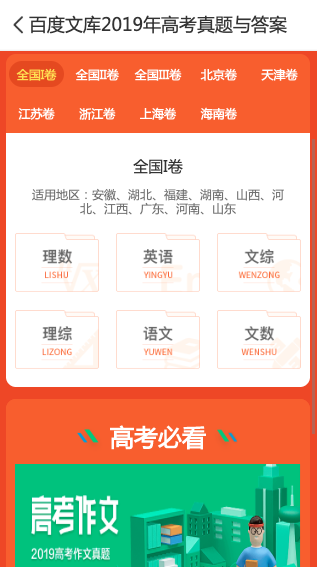 百度文库2019年高考真题与答案
全国I卷 全国II卷 全国III卷 北京卷 天津卷
江苏卷 浙江卷 上海卷 海南卷
全国I卷
适用地区：安徽、湖北、福建、湖南、山西、河
北、江西、广东、河南、山东
理数 英语 文综
LISHU YINGYU WENZONG
理综 语文 文数
LIZONG YUWEN WENSHU
高考必看
高考作文
2019高考作文真题